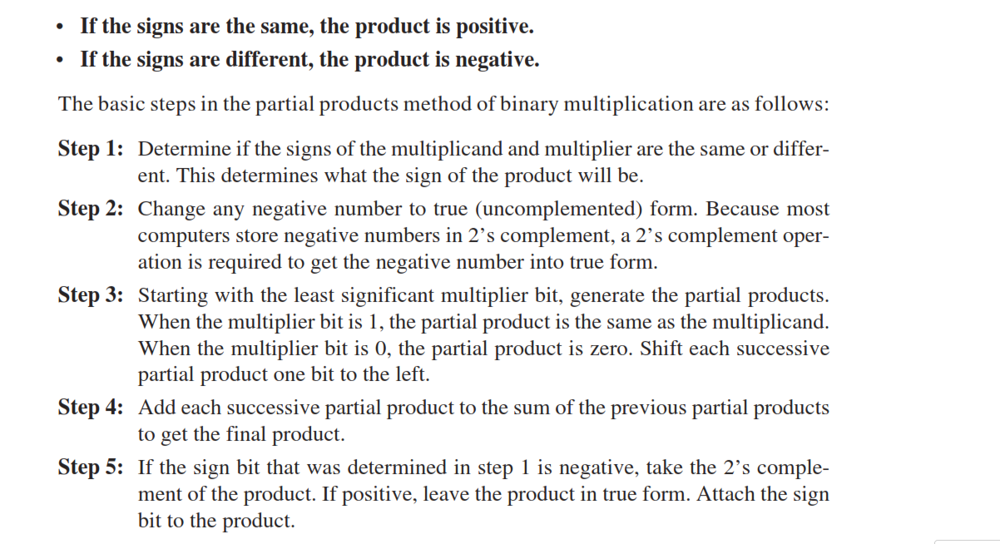 • If the signs are the same, the product is positive.
• If the signs are different, the product is negative.
The basic steps in the partial products method of binary multiplication are as follows:
Step 1: Determine if the signs of the multiplicand and multiplier are the same or differ-
ent. This determines what the sign of the product will be.
Step 2: Change any negative number to true (uncomplemented) form. Because most
computers store negative numbers in 2’s complement, a 2’s complement oper-
ation is required to get the negative number into true form.
Step 3: Starting with the least significant multiplier bit, generate the partial products.
When the multiplier bit is 1, the partial product is the same as the multiplicand.
When the multiplier bit is 0, the partial product is zero. Shift each successive
partial product one bit to the left.
Step 4: Add each successive partial product to the sum of the previous partial products
to get the final product.
Step 5: If the sign bit that was determined in step 1 is negative, take the 2’s comple-
ment of the product. If positive, leave the product in true form. Attach the sign
bit to the product.